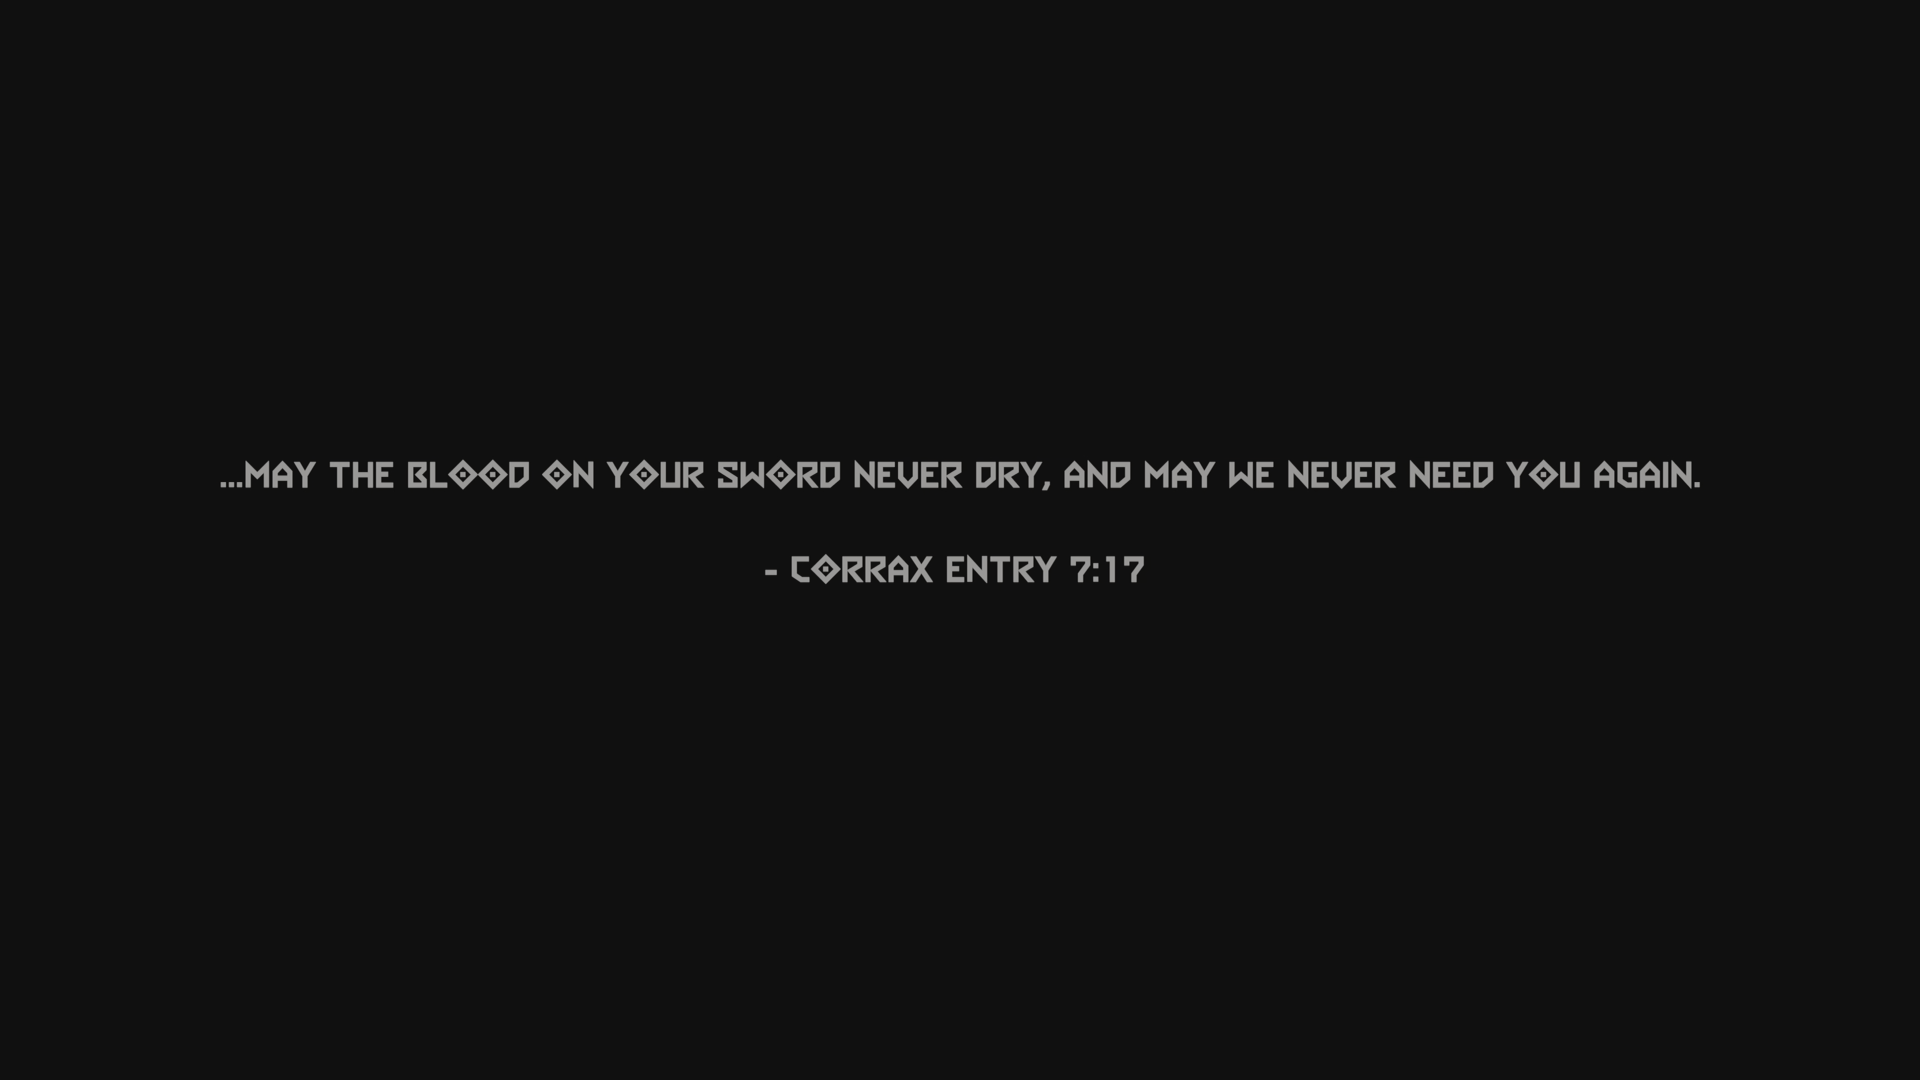 ...MAY THE BLOOD ON YOUR SWORD NEVER DRY, AND MAY WE NEVER NEED YOU AGAIN.
- CORRAX ENTRY 7:17